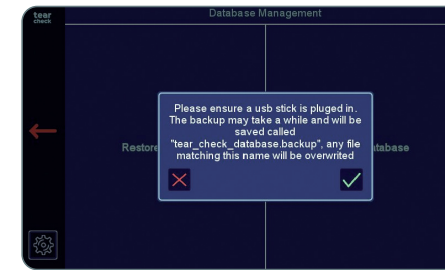 tear
check
Database Management
Please ensure a usb stick is pluged in.
The backup may take a while and will be
saved called
"tear_check_database.backup", any file
matching this name will be overwrited
Restore